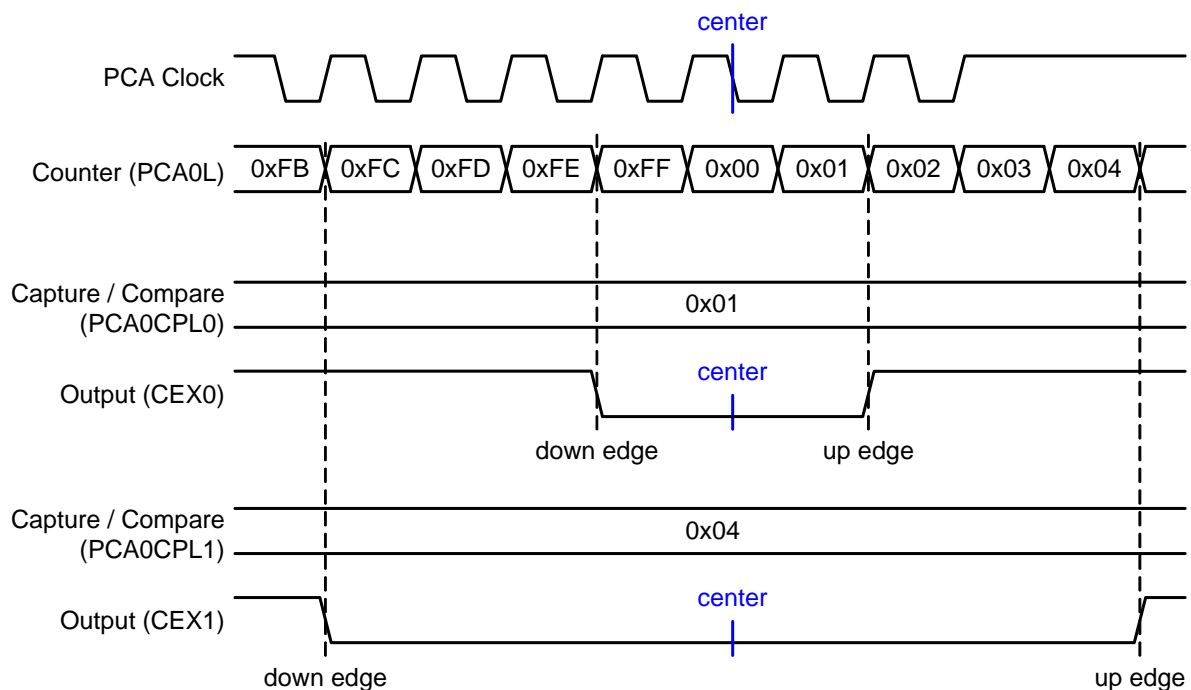 center
PCA Clock
Counter (PCA0L) 0xFB 0xFC 0xFD 0xFE 0xFF 0x00 0x01 0x02 0x03 0x04
Capture / Compare
(PCA0CPL0)
0x01
center
Output (CEX0)
down edge up edge
Capture / Compare
(PCA0CPL1)
0x04
center
Output (CEX1)
down edge up edge